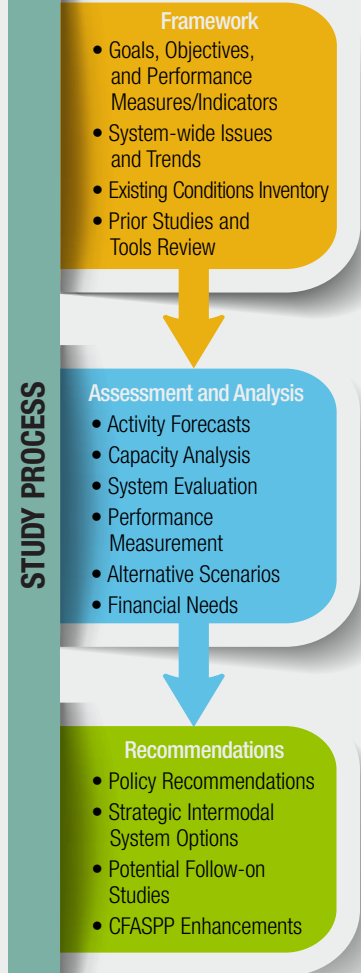 STUDY PROCESS
Framework
• Goals, Objectives,
and Performance
Measures/Indicators
• System-wide Issues
and Trends
• Existing Conditions Inventory
• Prior Studies and
Tools Review
Assessment and Analysis
• Activity Forecasts
• Capacity Analysis
• System Evaluation
• Performance
Measurement
• Alternative Scenarios
• Financial Needs
Recommendations
• Policy Recommendations
• Strategic Intermodal
System Options
• Potential Follow-on
Studies
• CFASPP Enhancements